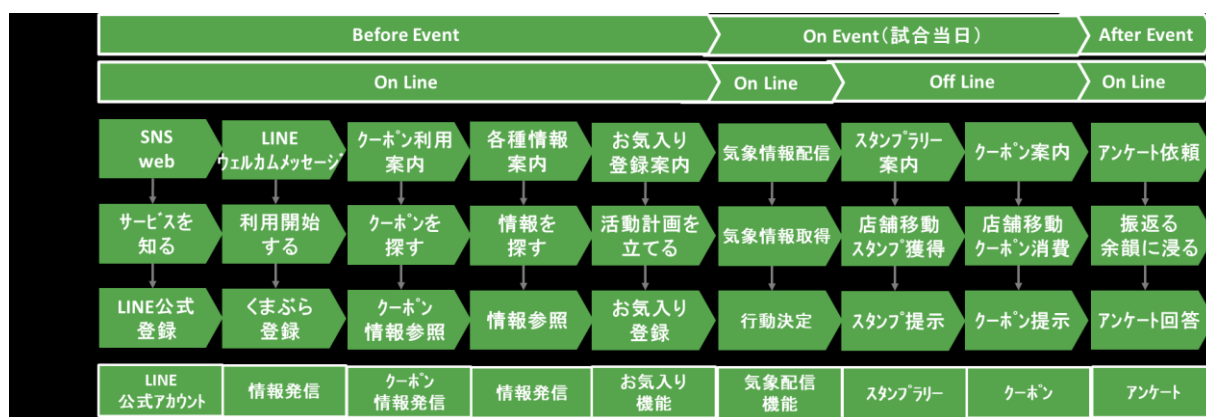 Before Event
On Event(試合当日)
After Event
On Line
On Line
Off Line
On Line
SNS
web
LINE
ウェルカムメッセージ
クーポン利用
案内
各種情報
案内
お気入り
登録案内
気象情報配信
スタンプラリー
案内
クーポン案内
アンケート依頼
サービスを
知る
利用開始
する
クーポンを
探す
情報を
探す
活動計画を
立てる
気象情報取得
店舗移動
スタンプ獲得
店舗移動
クーポン消費
振返る
余韻に浸る
LINE公式
登録
くまぶら
登録
クーポン
情報参照
情報参照
お気入り
登録
行動決定
スタンプ提示
クーポン提示
アンケート回答
LINE
公式アカウント
情報発信
クーポン
情報発信
情報発信
お気入り
機能
気象配信
機能
スタンプラリー
クーポン
アンケート